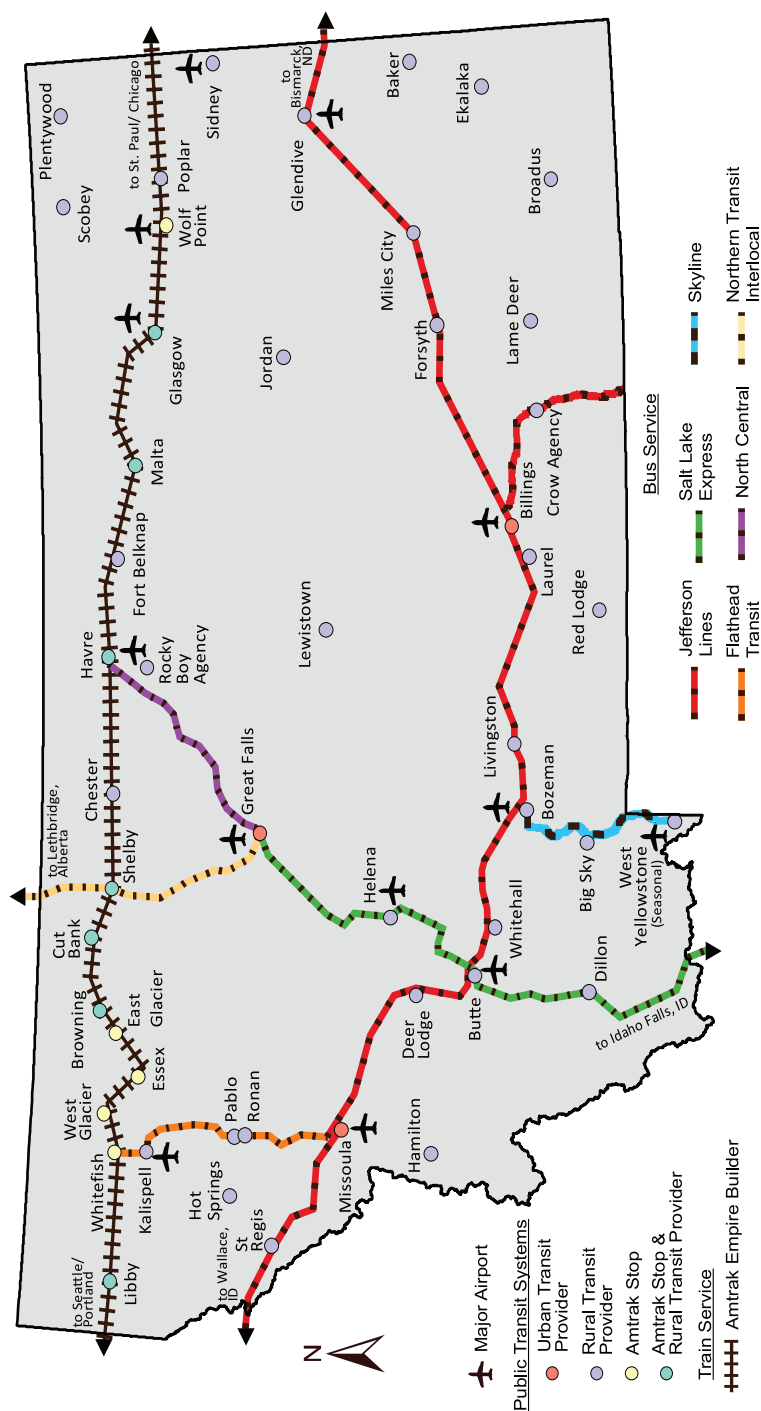 to Seattle/
Portland
Libby
Whitefish
Kalispell
West
Glacier
Essex
East
Glacier
Browning
Cut
Bank
Shelby
to Lethbridge,
Alberta
Chester
Havre
Rocky
Boy
Agency
Fort Belknap
Malta
Glasgow
Wolf
Point
Poplar
to St. Paul/ Chicago
Scobey
Plentywood
Sidney
to Wallace,
ID
St
Regis
Hot
Springs
Pablo
Ronan
Missoula
Hamilton
Great Falls
Helena
Deer
Lodge
Butte
Whitehall
Dillon
to Idaho Falls, ID
Bozeman
Big Sky
West
Yellowstone
(Seasonal)
Livingston
Lewistown
Red Lodge
Laurel
Billings
Crow Agency
Jordan
Forsyth
Lame Deer
Miles City
Broadus
Glendive
to
Bismarck,
ND
Baker
Ekalaka
N
Major Airport
Public Transit Systems
Urban Transit
Provider
Rural Transit
Provider
Amtrak Stop
Amtrak Stop &
Rural Transit Provider
Train Service
Amtrak Empire Builder
Bus Service
Jefferson
Lines
Salt Lake
Express
Skyline
Flathead
Transit
North Central
Northern Transit
Interlocal